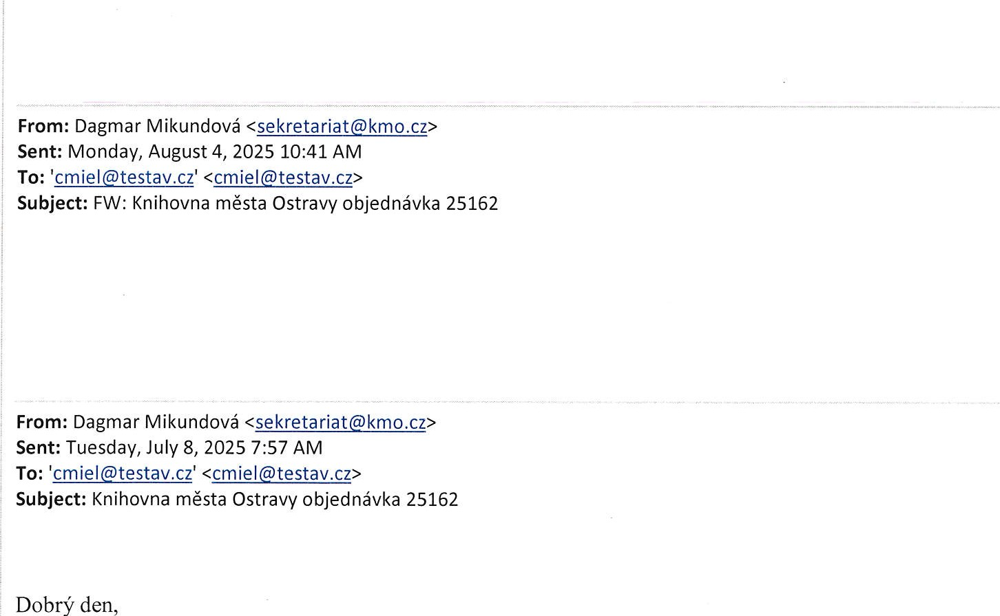 From: Dagmar Mikundová <sekretariat@kmo.cz>
Sent: Monday, August 4, 2025 10:41 AM
To: 'cmiel@testav.cz' <cmiel@testav.cz>
Subject: FW: Knihovna města Ostravy objednávka 25162
From: Dagmar Mikundová <sekretariat@kmo.cz>
Sent: Tuesday, July 8, 2025 7:57 AM
To: 'cmiel@testav.cz' <cmiel@testav.cz>
Subject: Knihovna města Ostravy objednávka 25162
Dobrý den,